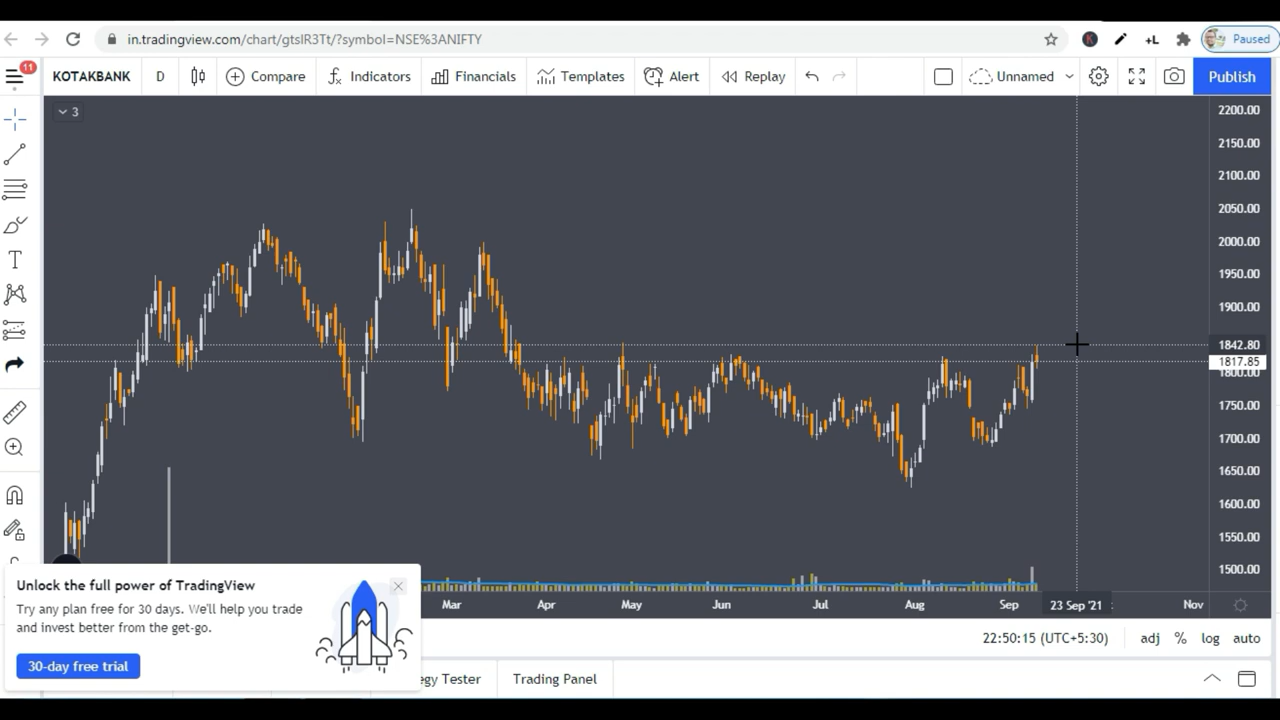 in.tradingview.com/chart/gtslR3Tt/?symbol=NSE%3ANIFTY
K
+L
Paused
11
KOTAKBANK
D
Compare
Indicators
Financials
Templates
Alert
Replay
Unnamed
Publish
3
T
2200.00
2150.00
2100.00
2050.00
2000.00
1950.00
1900.00
1842.80
1817.85
1800.00
1750.00
1700.00
1650.00
1600.00
1550.00
1500.00
Mar
Apr
May
Jun
Jul
Aug
Sep
23 Sep '21
Nov
Unlock the full power of TradingView
Try any plan free for 30 days. We'll help you trade
and invest better from the get-go.
30-day free trial
22:50:15 (UTC+5:30)
adj
%
log
auto
egy Tester
Trading Panel